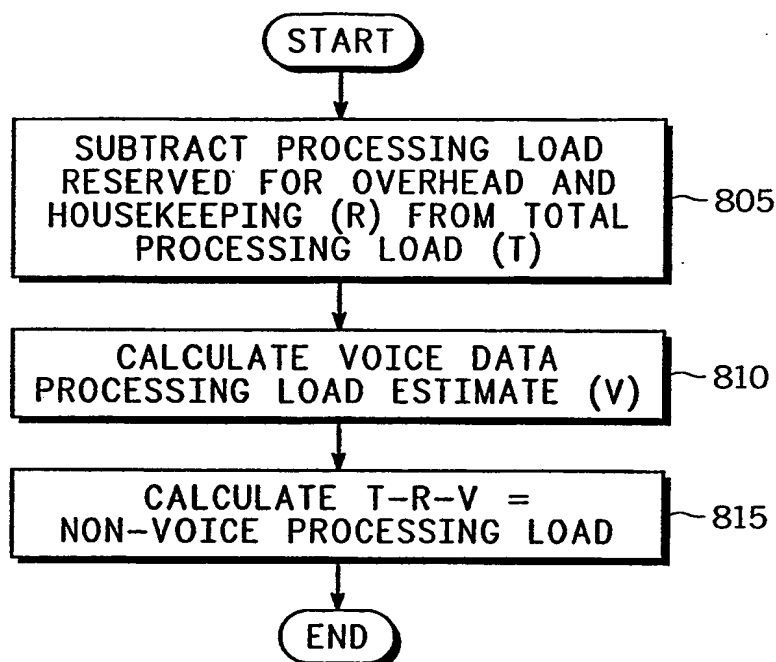 START
SUBTRACT PROCESSING LOAD
RESERVED FOR OVERHEAD AND
HOUSEKEEPING (R) FROM TOTAL
PROCESSING LOAD (T)
805
CALCULATE VOICE DATA
PROCESSING LOAD ESTIMATE (V)
810
CALCULATE T-R-V =
NON-VOICE PROCESSING LOAD
815
END